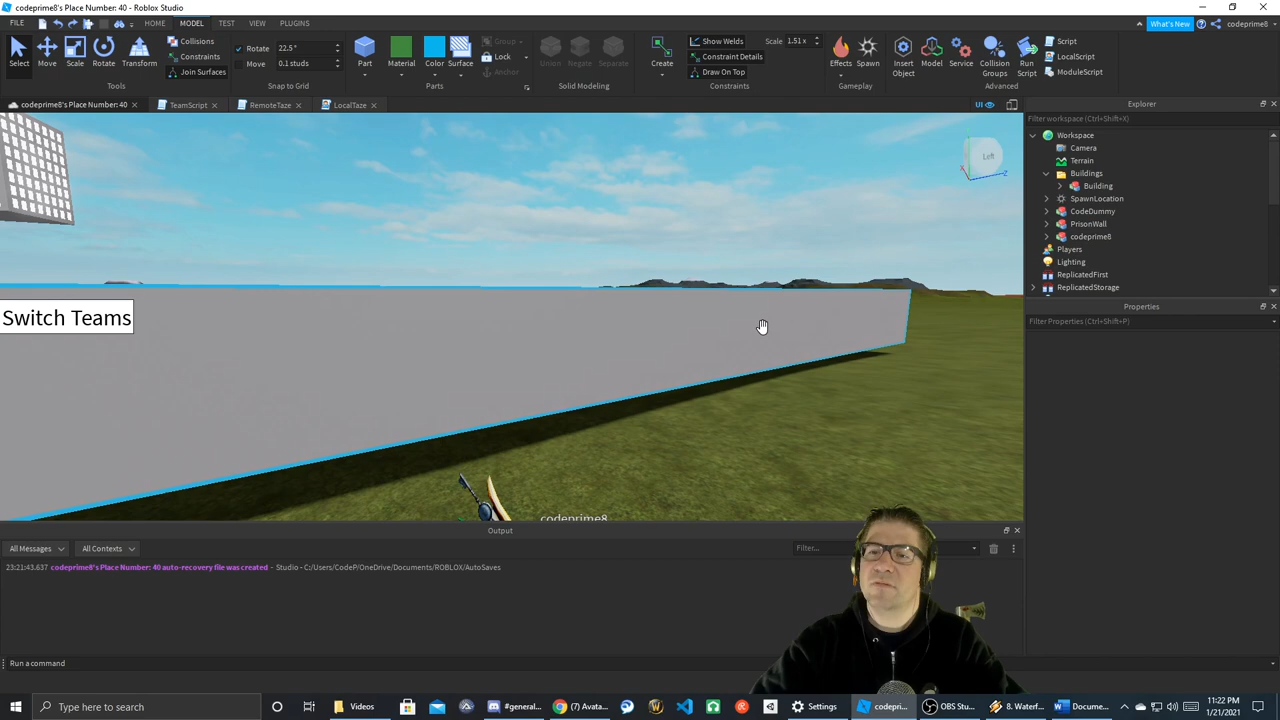 codeprime8's Place Number: 40 - Roblox Studio
FILE HOME MODEL TEST VIEW PLUGINS What's New codeprime8
Select Move Scale Rotate Transform
Collisions
Constraints
Join Surfaces
Tools
Rotate 22.5°
Move 0.1 studs
Snap to Grid
Part Material Color Surface
Group
Lock
Anchor
Parts
Union Negate Separate
Solid Modeling
Create
Show Welds
Constraint Details
Draw On Top
Scale 1.51 x
Constraints
Effects Spawn
Gameplay
Insert Object Model Service Collision Groups Run Script
Script
LocalScript
ModuleScript
Advanced
codeprime8's Place Number: 40 TeamScript RemoteTaze LocalTaze UI
Left
X Z
Switch Teams
codeprime8
Explorer
Filter workspace (Ctrl+Shift+X)
Workspace
Camera
Terrain
Buildings
Building
SpawnLocation
CodeDummy
PrisonWall
codeprime8
Players
Lighting
ReplicatedFirst
ReplicatedStorage
Properties
Filter Properties (Ctrl+Shift+P)
Output
All Messages All Contexts Filter...
23:21:43.637 codeprime8's Place Number: 40 auto-recovery file was created - Studio - C:/Users/CodeP/OneDrive/Documents/ROBLOX/AutoSaves
Run a command
Type here to search
Videos
#general...
(7) Avata...
Settings
codepri...
OBS Stu...
8. Waterf...
Docume...
11:22 PM
1/21/2021